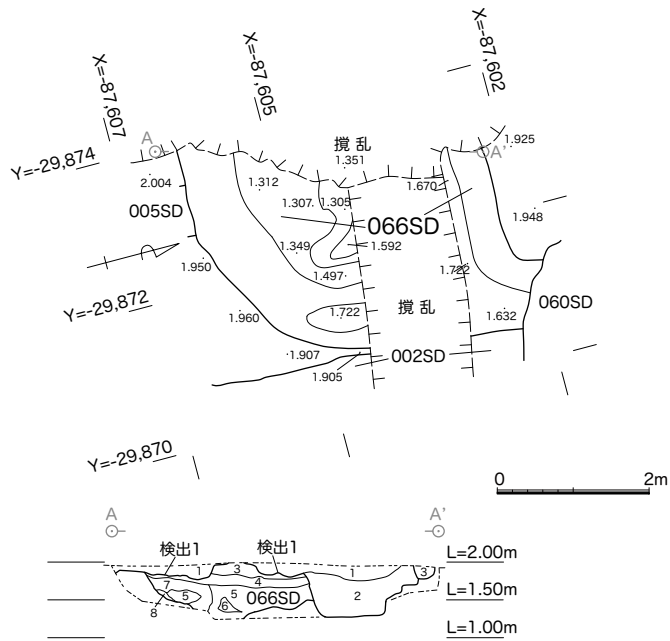 X=-87,607
X=-87,605
X=-87,602
Y=-29,874
A
攪乱
1.351
A'
1.925
2.004
1.312
1.670
005SD
1.307
1.305
066SD
1.948
1.349
1.592
1.950
1.497
1.722
Y=-29,872
1.960
1.722
攪乱
1.632
060SD
1.907
002SD
1.905
Y=-29,870
0
2m
A
A'
検出1
検出1
L=2.00m
1
3
1
3
7
4
5
5
066SD
2
L=1.50m
8
6
L=1.00m